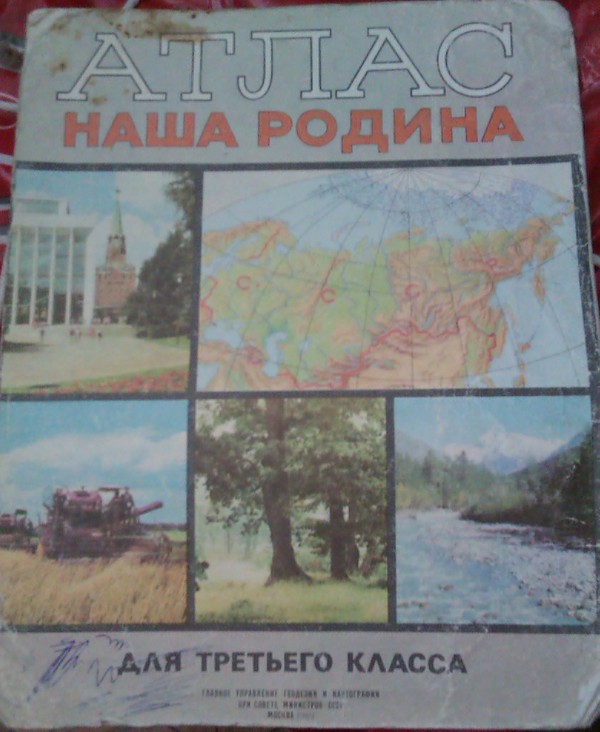 АТЛАС
НАША РОДИНА
С С С Р
ДЛЯ ТРЕТЬЕГО КЛАССА
ГЛАВНОЕ УПРАВЛЕНИЕ ГЕОДЕЗИИ И КАРТОГРАФИИ
ПРИ СОВЕТЕ МИНИСТРОВ СССР
МОСКВА